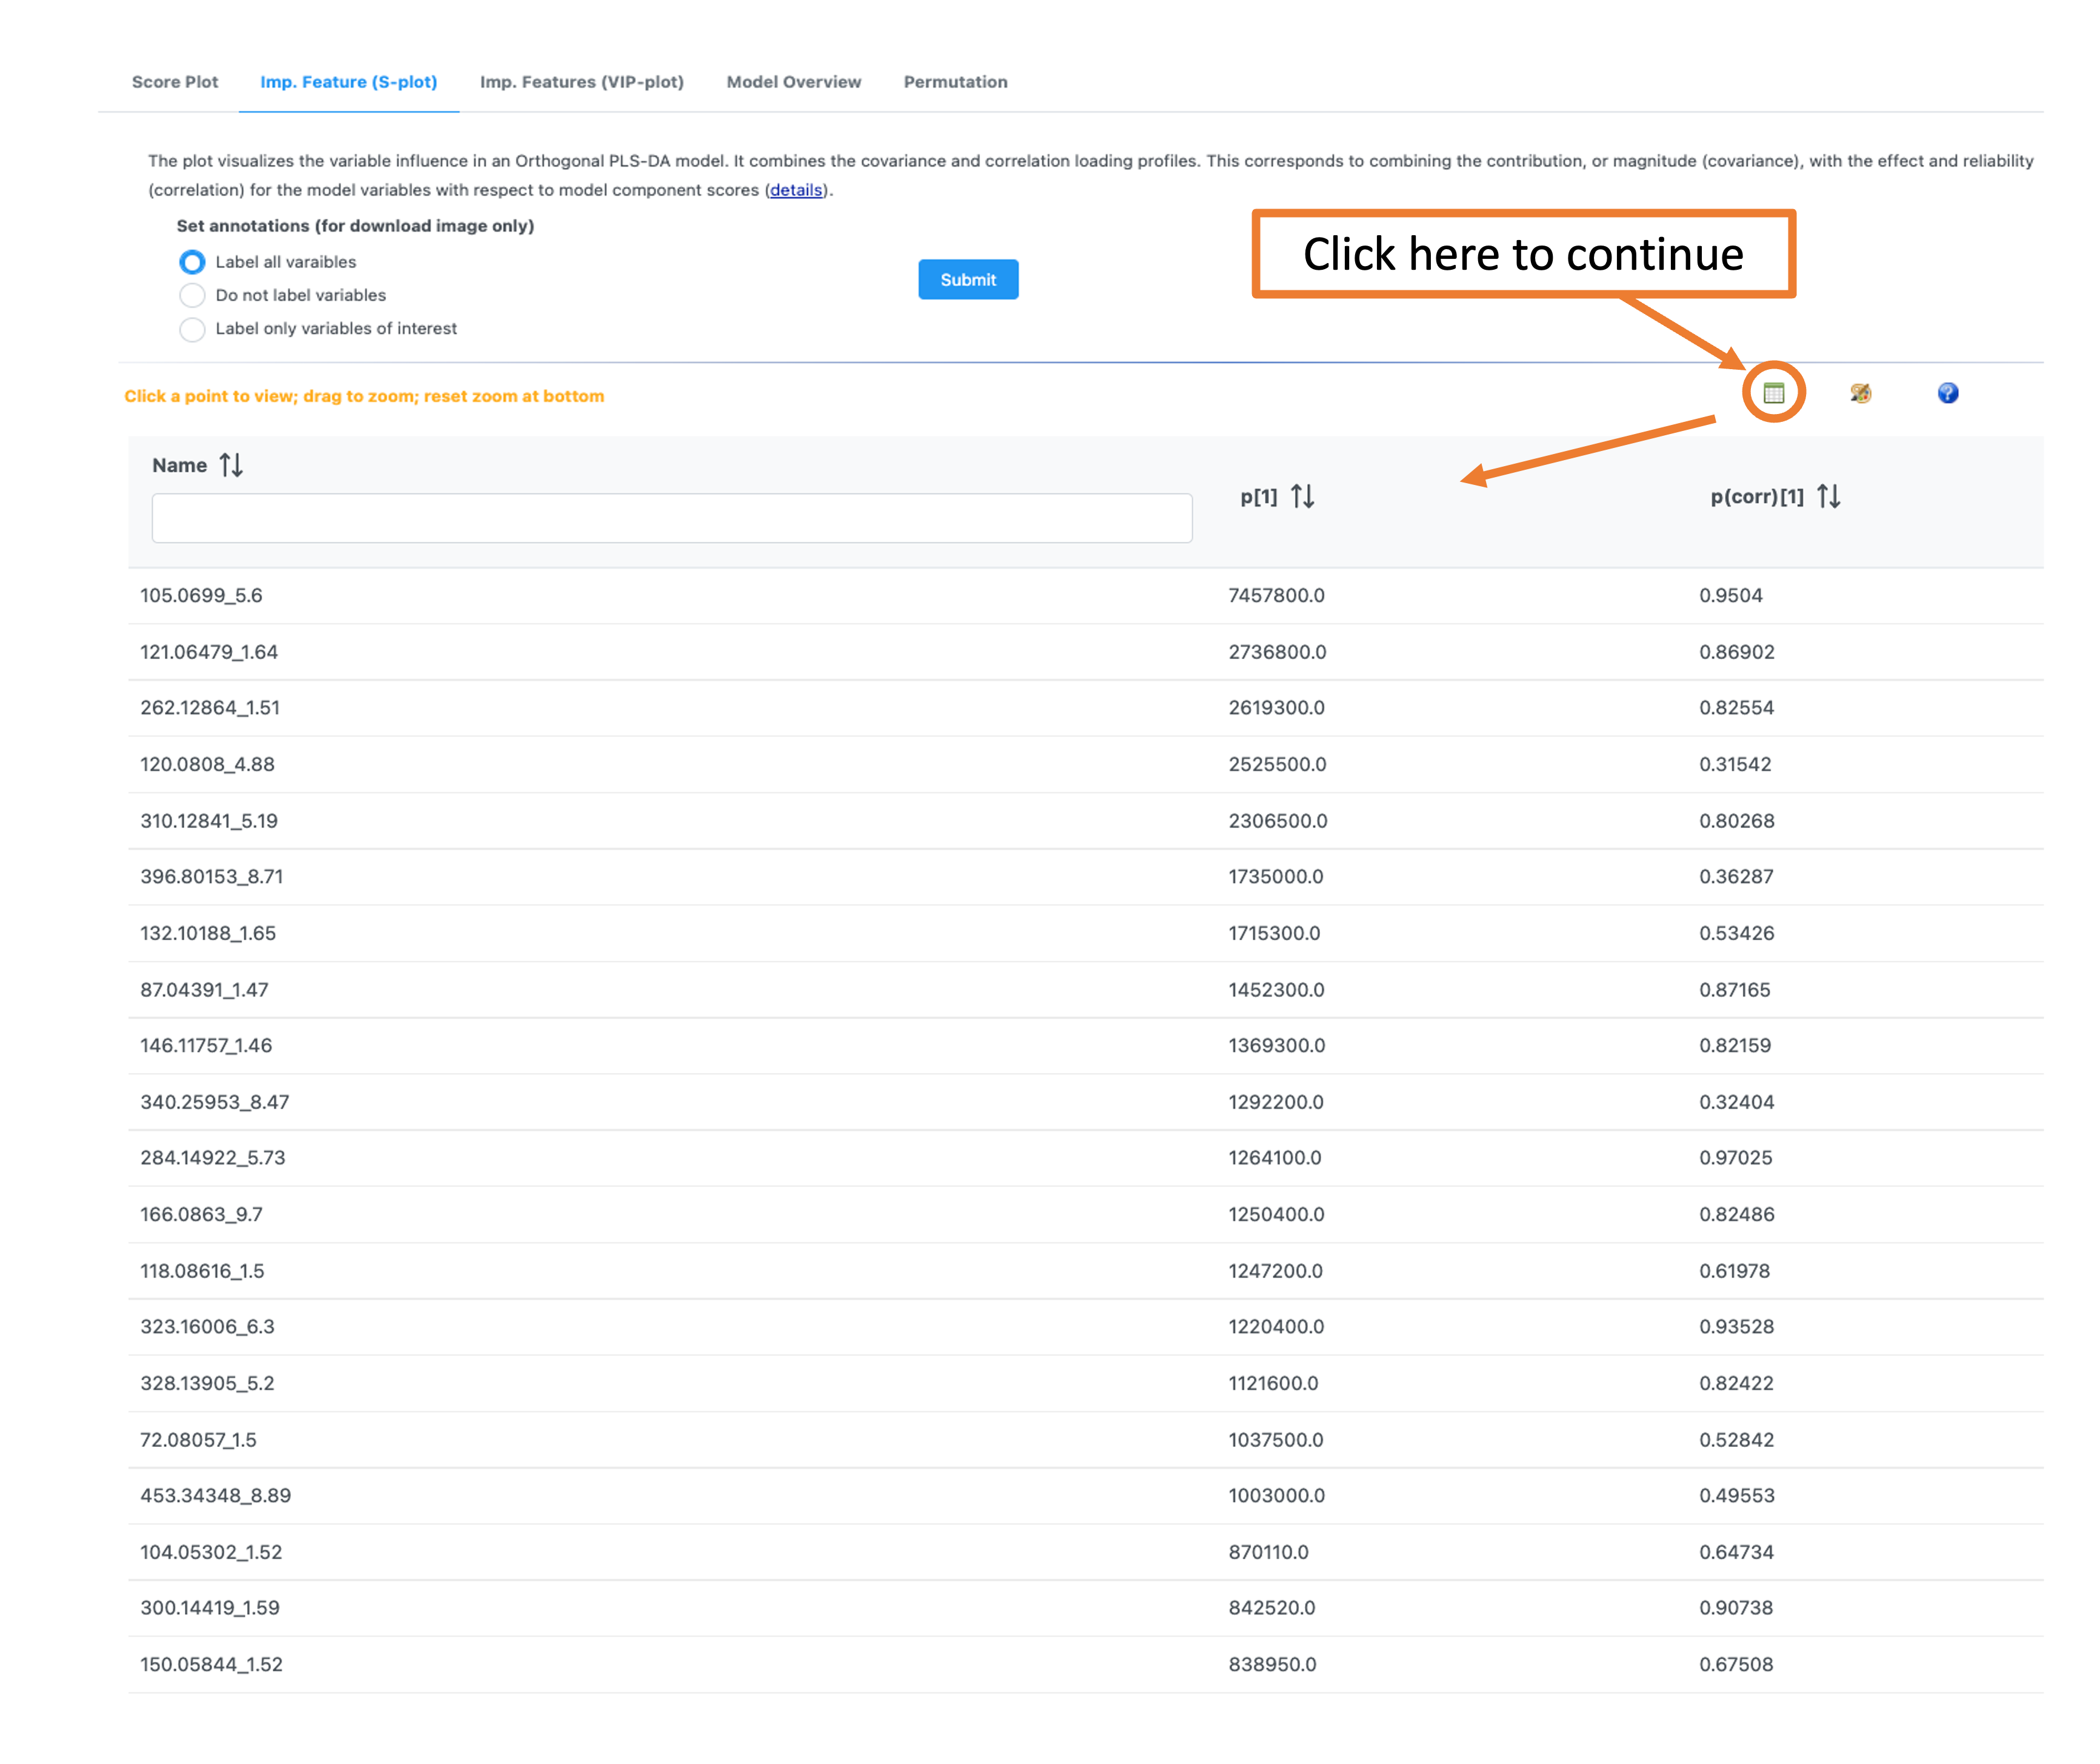 Score Plot Imp. Feature (S-plot) Imp. Features (VIP-plot) Model Overview Permutation
The plot visualizes the variable influence in an Orthogonal PLS-DA model. It combines the covariance and correlation loading profiles. This corresponds to combining the contribution, or magnitude (covariance), with the effect and reliability
(correlation) for the model variables with respect to model component scores (details).
Set annotations (for download image only)
Label all varaibles
Do not label variables
Label only variables of interest
Submit
Click here to continue
Click a point to view; drag to zoom; reset zoom at bottom
Name p[1] p(corr)[1]
105.0699_5.6 7457800.0 0.9504
121.06479_1.64 2736800.0 0.86902
262.12864_1.51 2619300.0 0.82554
120.0808_4.88 2525500.0 0.31542
310.12841_5.19 2306500.0 0.80268
396.80153_8.71 1735000.0 0.36287
132.10188_1.65 1715300.0 0.53426
87.04391_1.47 1452300.0 0.87165
146.11757_1.46 1369300.0 0.82159
340.25953_8.47 1292200.0 0.32404
284.14922_5.73 1264100.0 0.97025
166.0863_9.7 1250400.0 0.82486
118.08616_1.5 1247200.0 0.61978
323.16006_6.3 1220400.0 0.93528
328.13905_5.2 1121600.0 0.82422
72.08057_1.5 1037500.0 0.52842
453.34348_8.89 1003000.0 0.49553
104.05302_1.52 870110.0 0.64734
300.14419_1.59 842520.0 0.90738
150.05844_1.52 838950.0 0.67508